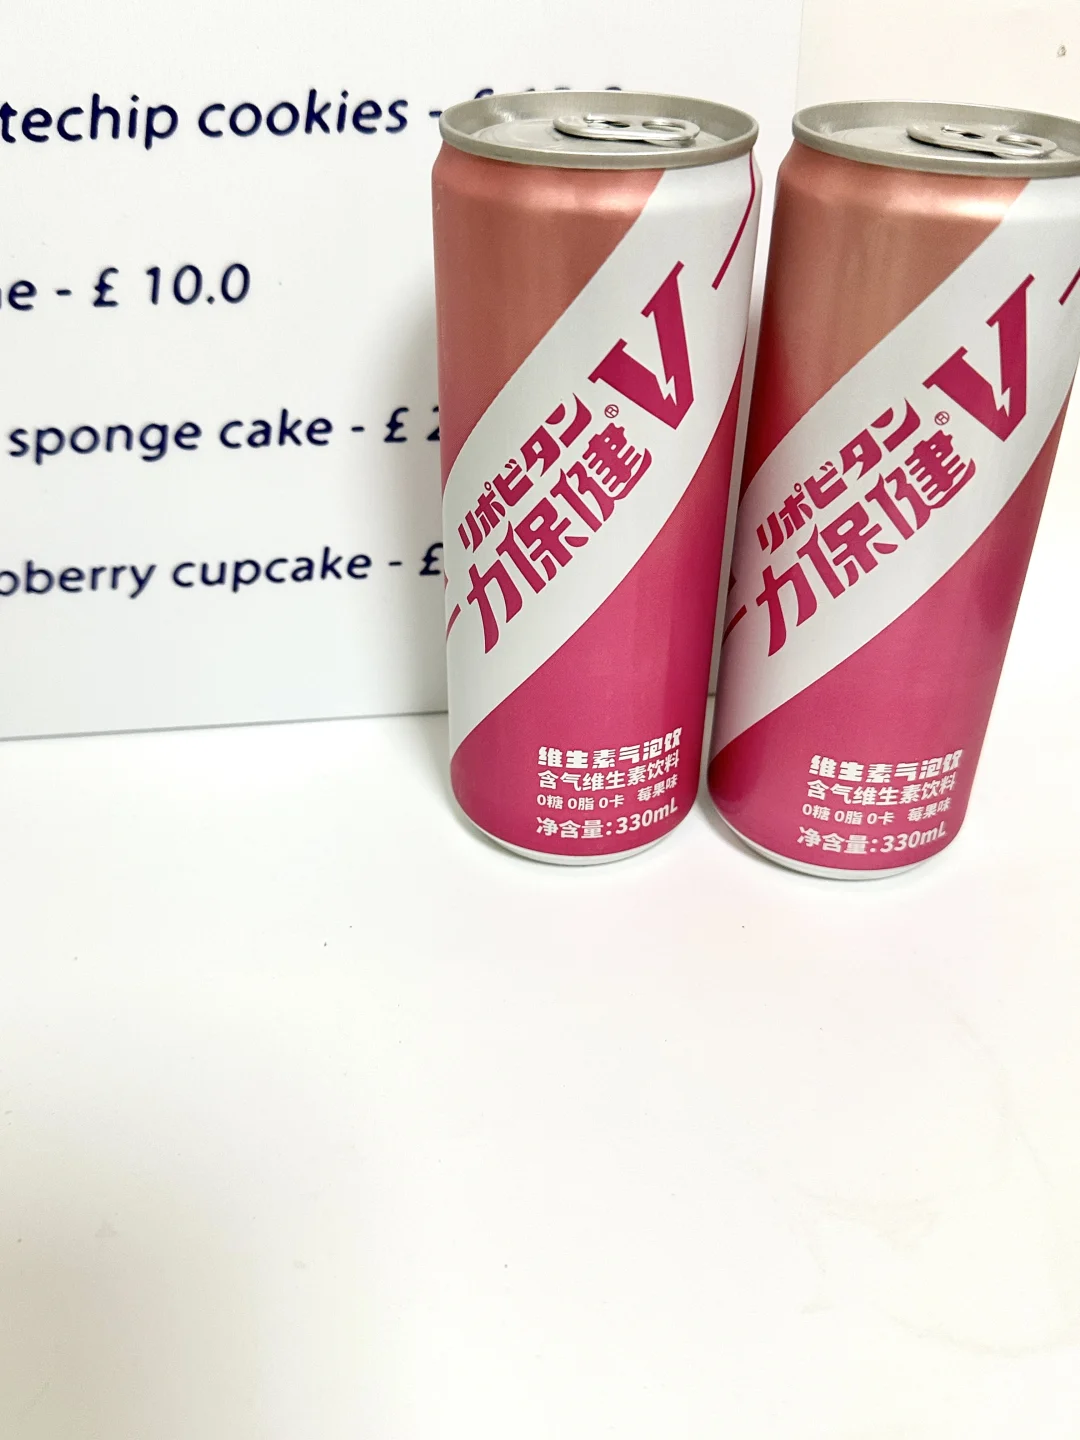 techip cookies -
e - £ 10.0
sponge cake - £
berry cupcake - £
V
リポビタン®
力保健
维生素气泡饮
含气维生素饮料
0糖 0脂 0卡 莓果味
净含量:330mL
V
リポビタン®
力保健
维生素气泡饮
含气维生素饮料
0糖 0脂 0卡 莓果味
净含量:330mL